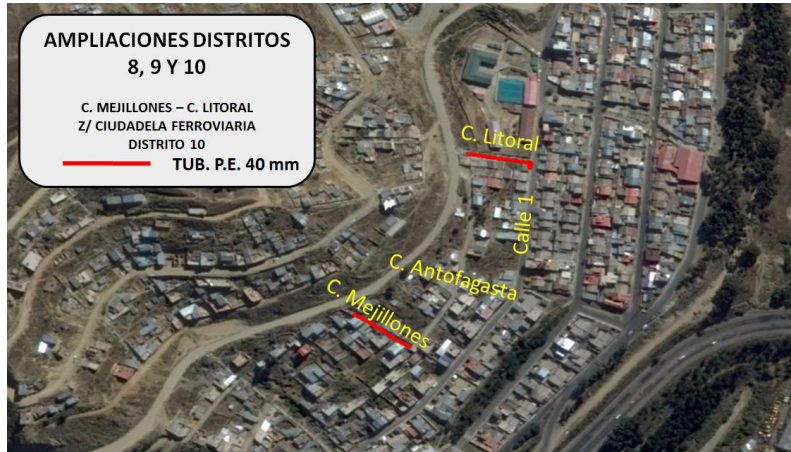 AMPLIACIONES DISTRITOS
8, 9 Y 10
C. MEJILLONES – C. LITORAL
Z/ CIUDADELA FERROVIARIA
DISTRITO 10
TUB. P.E. 40 mm
C. Litoral
Calle 1
C. Antofagasta
C. Mejillones